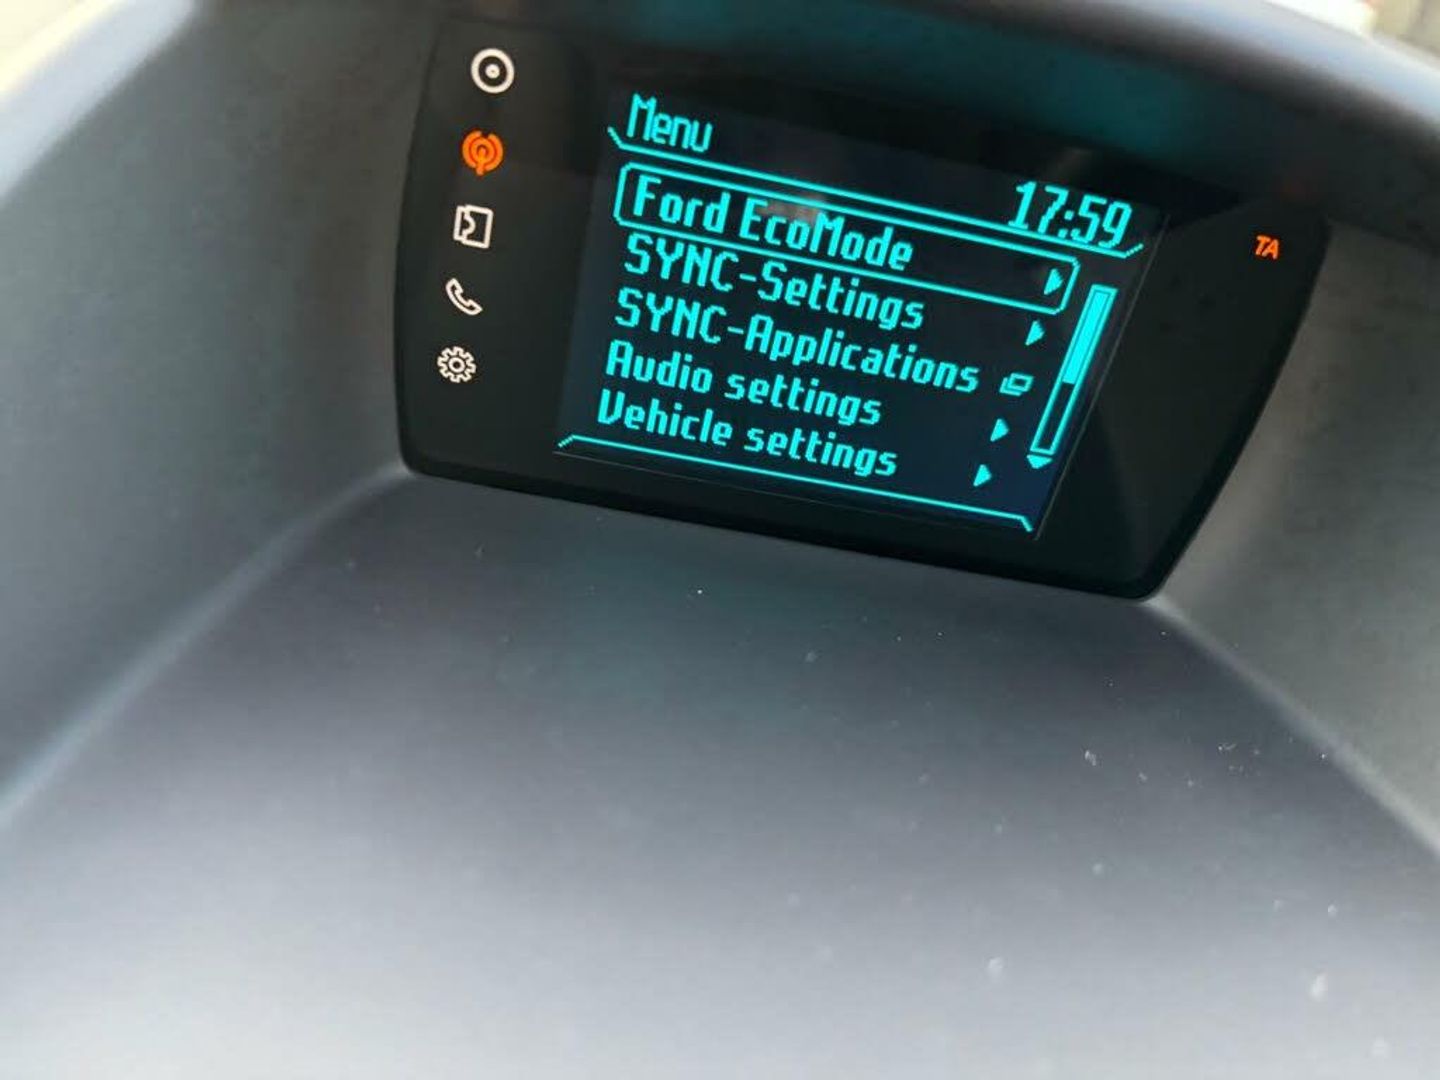 Menu
17:59
TA
Ford EcoMode
SYNC-Settings
SYNC-Applications
Audio settings
Vehicle settings